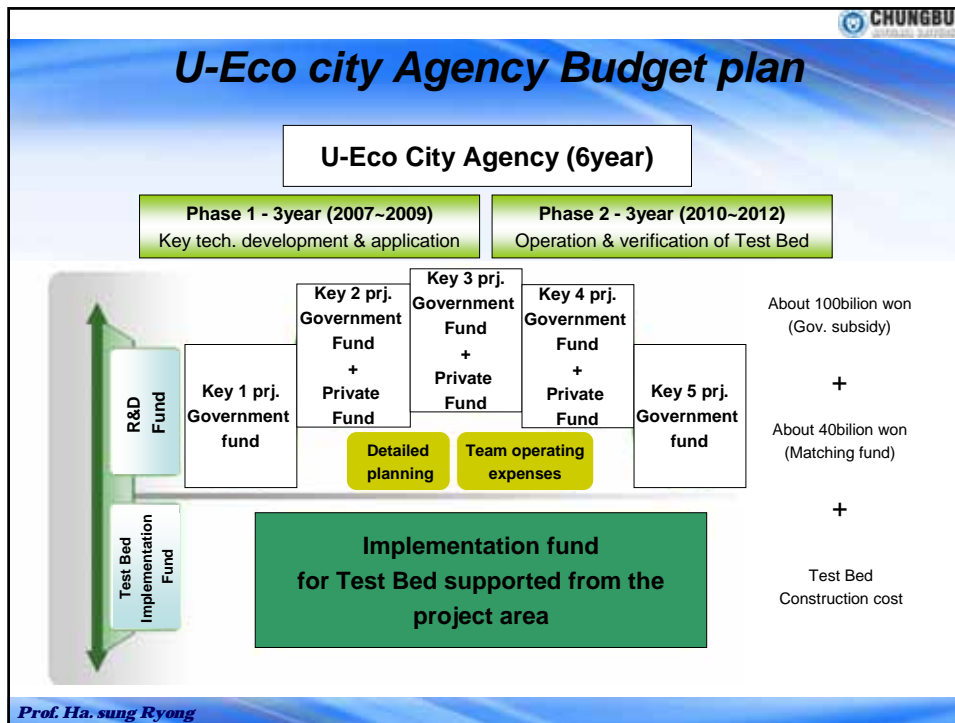 CHUNGBU
U-Eco city Agency Budget plan
U-Eco City Agency (6year)
Phase 1 - 3year (2007~2009)
Key tech. development & application
Phase 2 - 3year (2010~2012)
Operation & verification of Test Bed
R&D
Fund
Key 1 prj.
Government
fund
Key 2 prj.
Government
Fund
+
Private
Fund
Key 3 prj.
Government
Fund
+
Private
Fund
Key 4 prj.
Government
Fund
+
Private
Fund
Key 5 prj.
Government
fund
Detailed
planning
Team operating
expenses
About 100bilion won
(Gov. subsidy)
+
About 40bilion won
(Matching fund)
+
Test Bed
Construction cost
Test Bed
Implementation
Fund
Implementation fund
for Test Bed supported from the
project area
Prof. Ha. sung Ryong